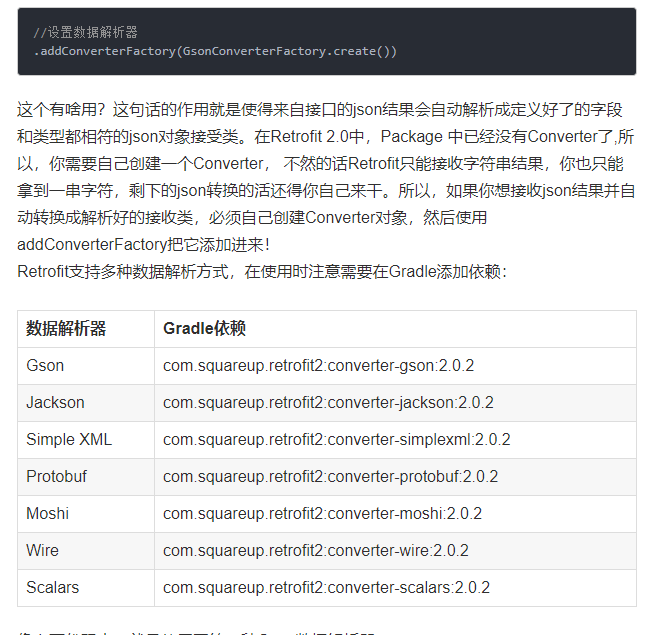 //设置数据解析器
.addConverterFactory(GsonConverterFactory.create())
这个有啥用？这句话的作用就是使得来自接口的json结果会自动解析成定义好了的字段
和类型都相符的json对象接受类。在Retrofit 2.0中，Package 中已经没有Converter了,所
以，你需要自己创建一个Converter， 不然的话Retrofit只能接收字符串结果，你也只能
拿到一串字符，剩下的json转换的活还得你自己来干。所以，如果你想接收json结果并自
动转换成解析好的接收类，必须自己创建Converter对象，然后使用
addConverterFactory把它添加进来！
Retrofit支持多种数据解析方式，在使用时注意需要在Gradle添加依赖：
数据解析器 Gradle依赖
Gson com.squareup.retrofit2:converter-gson:2.0.2
Jackson com.squareup.retrofit2:converter-jackson:2.0.2
Simple XML com.squareup.retrofit2:converter-simplexml:2.0.2
Protobuf com.squareup.retrofit2:converter-protobuf:2.0.2
Moshi com.squareup.retrofit2:converter-moshi:2.0.2
Wire com.squareup.retrofit2:converter-wire:2.0.2
Scalars com.squareup.retrofit2:converter-scalars:2.0.2